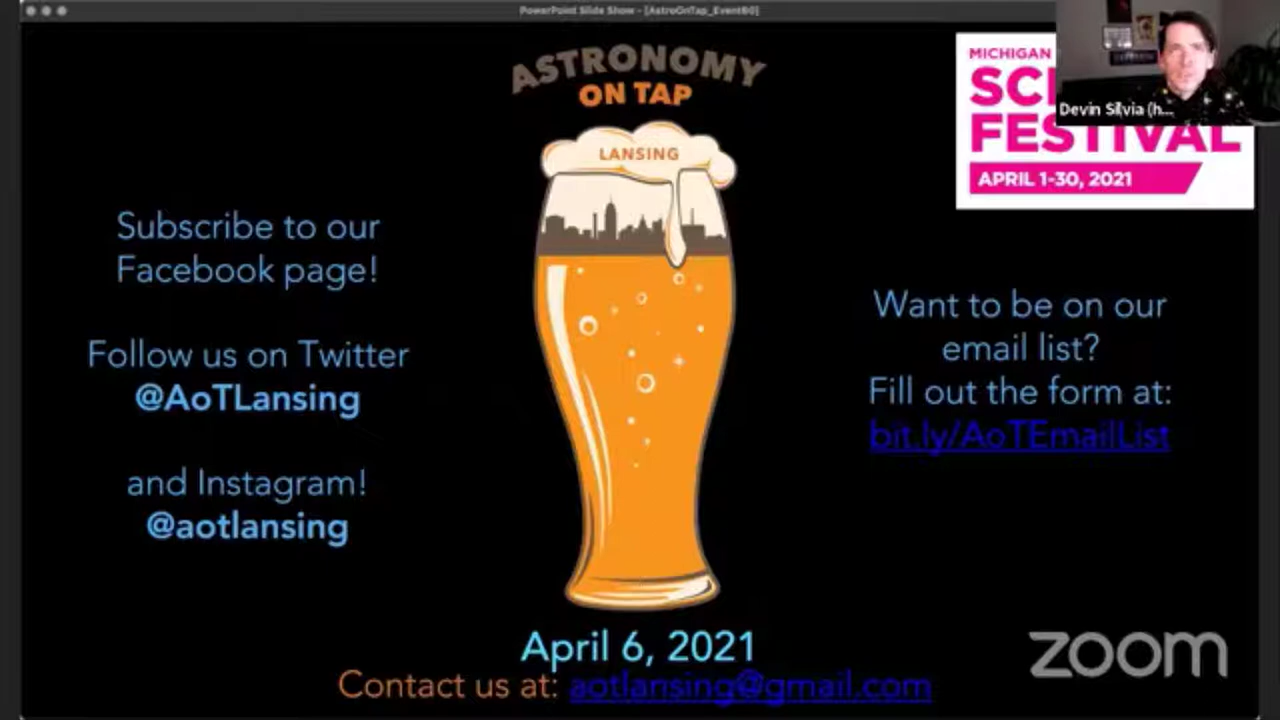 PowerPoint Slide Show - [AstroOnTap_Event80]
ASTRONOMY
ON TAP
LANSING
MICHIGAN
FESTIVAL
APRIL 1-30, 2021
Devin Silvia (h...
Subscribe to our
Facebook page!
Follow us on Twitter
@AoTLansing
and Instagram!
@aotlansing
Want to be on our
email list?
Fill out the form at:
bit.ly/AoTEmailList
April 6, 2021
Contact us at: aotlansing@gmail.com
zoom